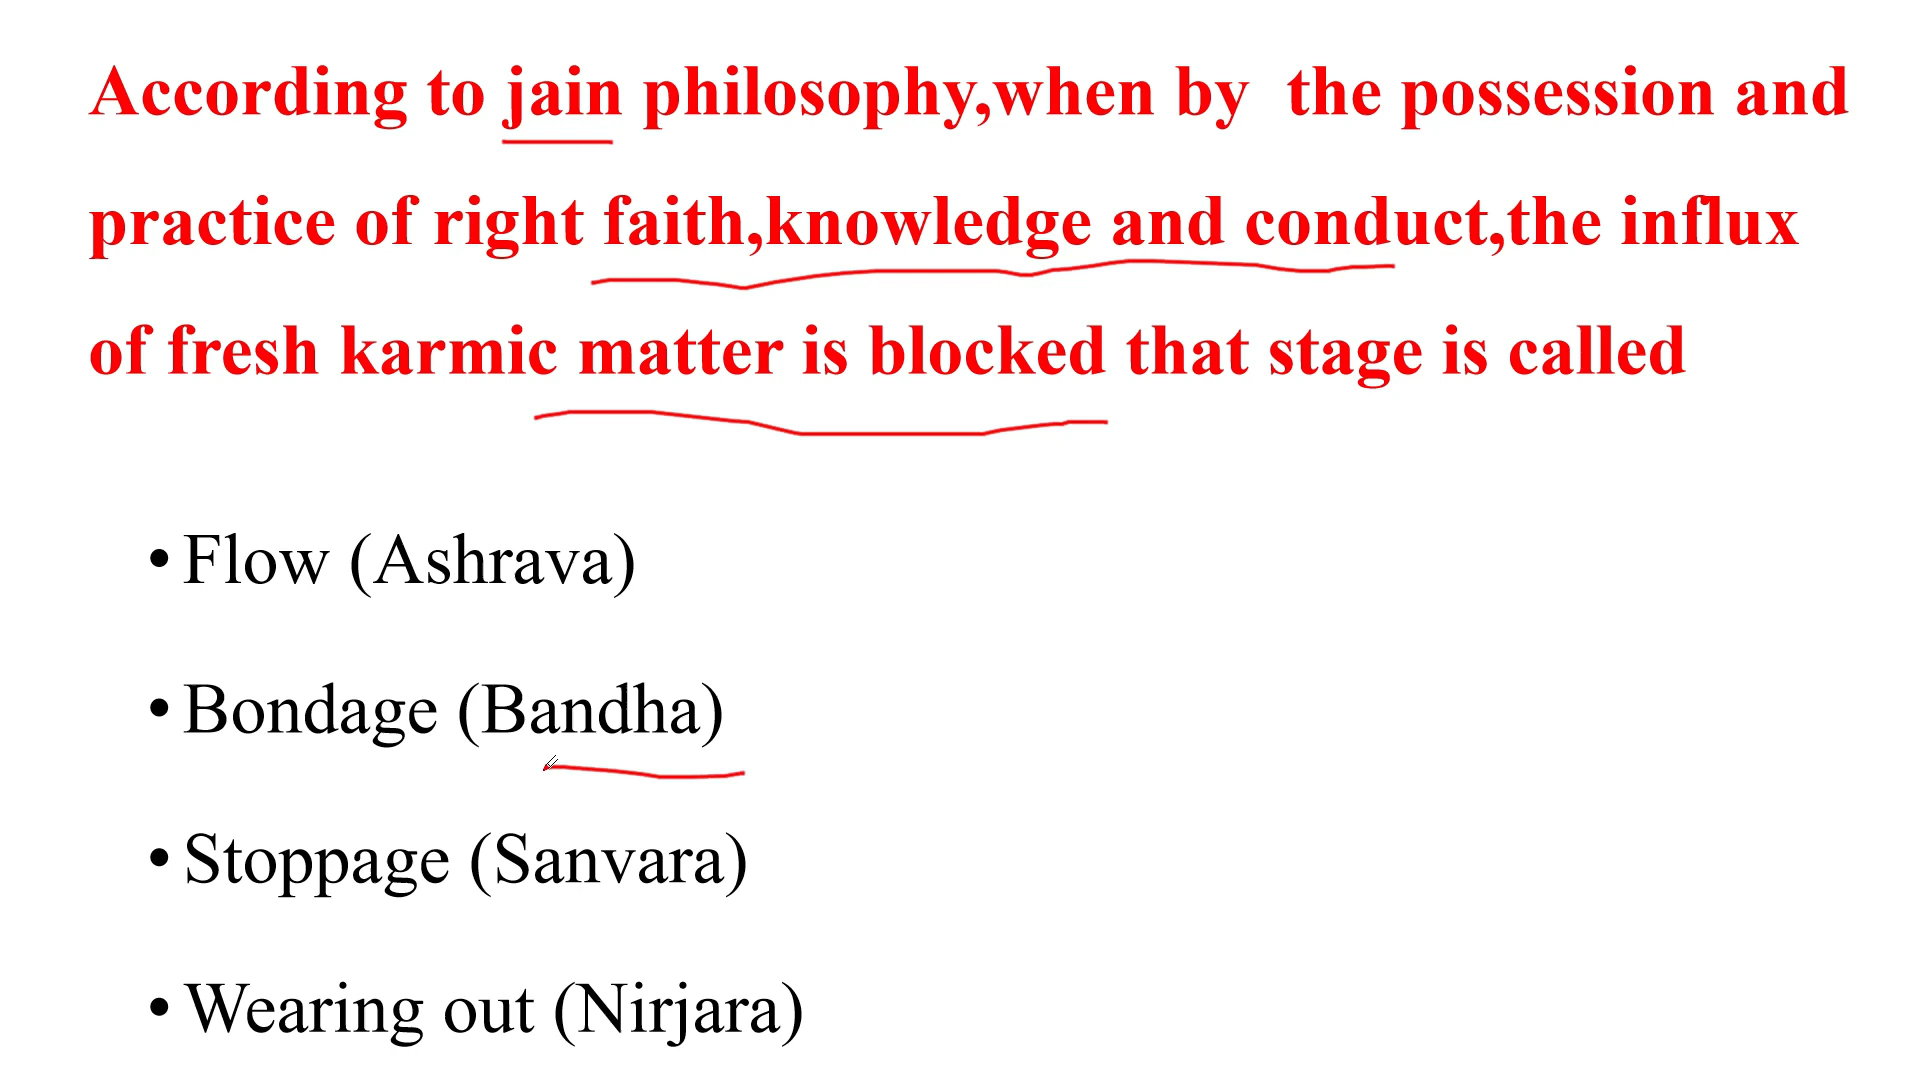 According to jain philosophy,when by the possession and
practice of right faith,knowledge and conduct,the influx
of fresh karmic matter is blocked that stage is called
• Flow (Ashrava)
• Bondage (Bandha)
• Stoppage (Sanvara)
• Wearing out (Nirjara)